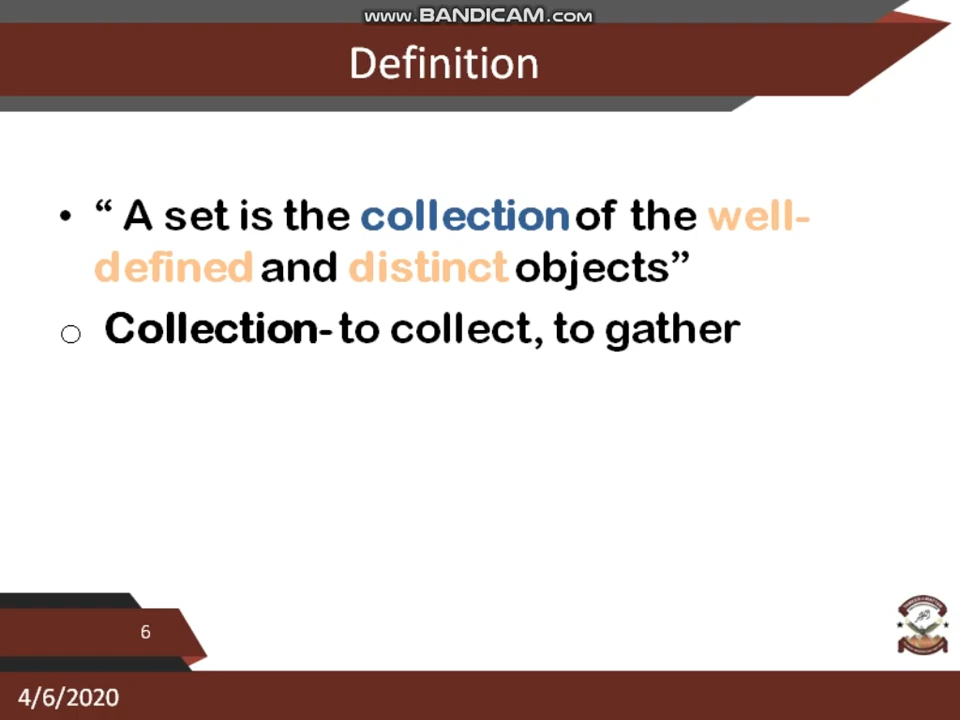 www.BANDICAM.com
Definition
• “ A set is the collection of the well-
defined and distinct objects”
o Collection- to collect, to gather
6
4/6/2020